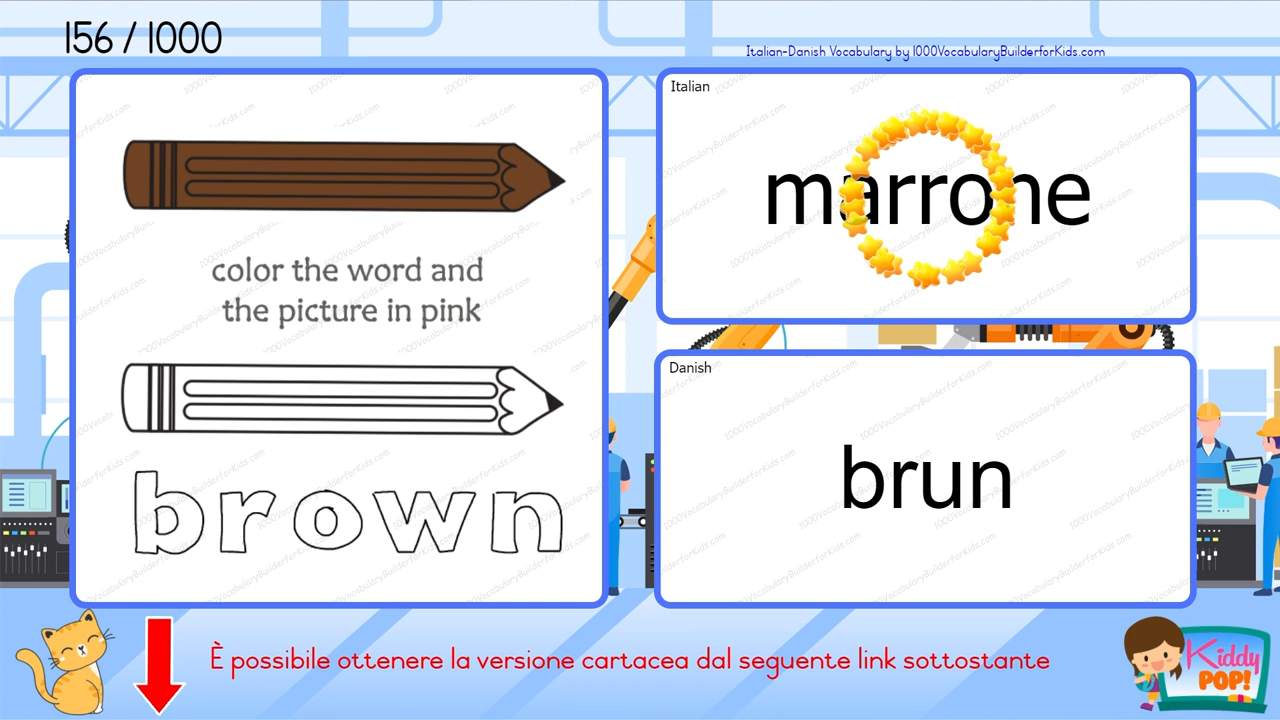 156 / 1000
Italian-Danish Vocabulary by 1000VocabularyBuilderforKids.com
color the word and
the picture in pink
brown
Italian
marrone
Danish
brun
È possibile ottenere la versione cartacea dal seguente link sottostante
Kiddy
POP!